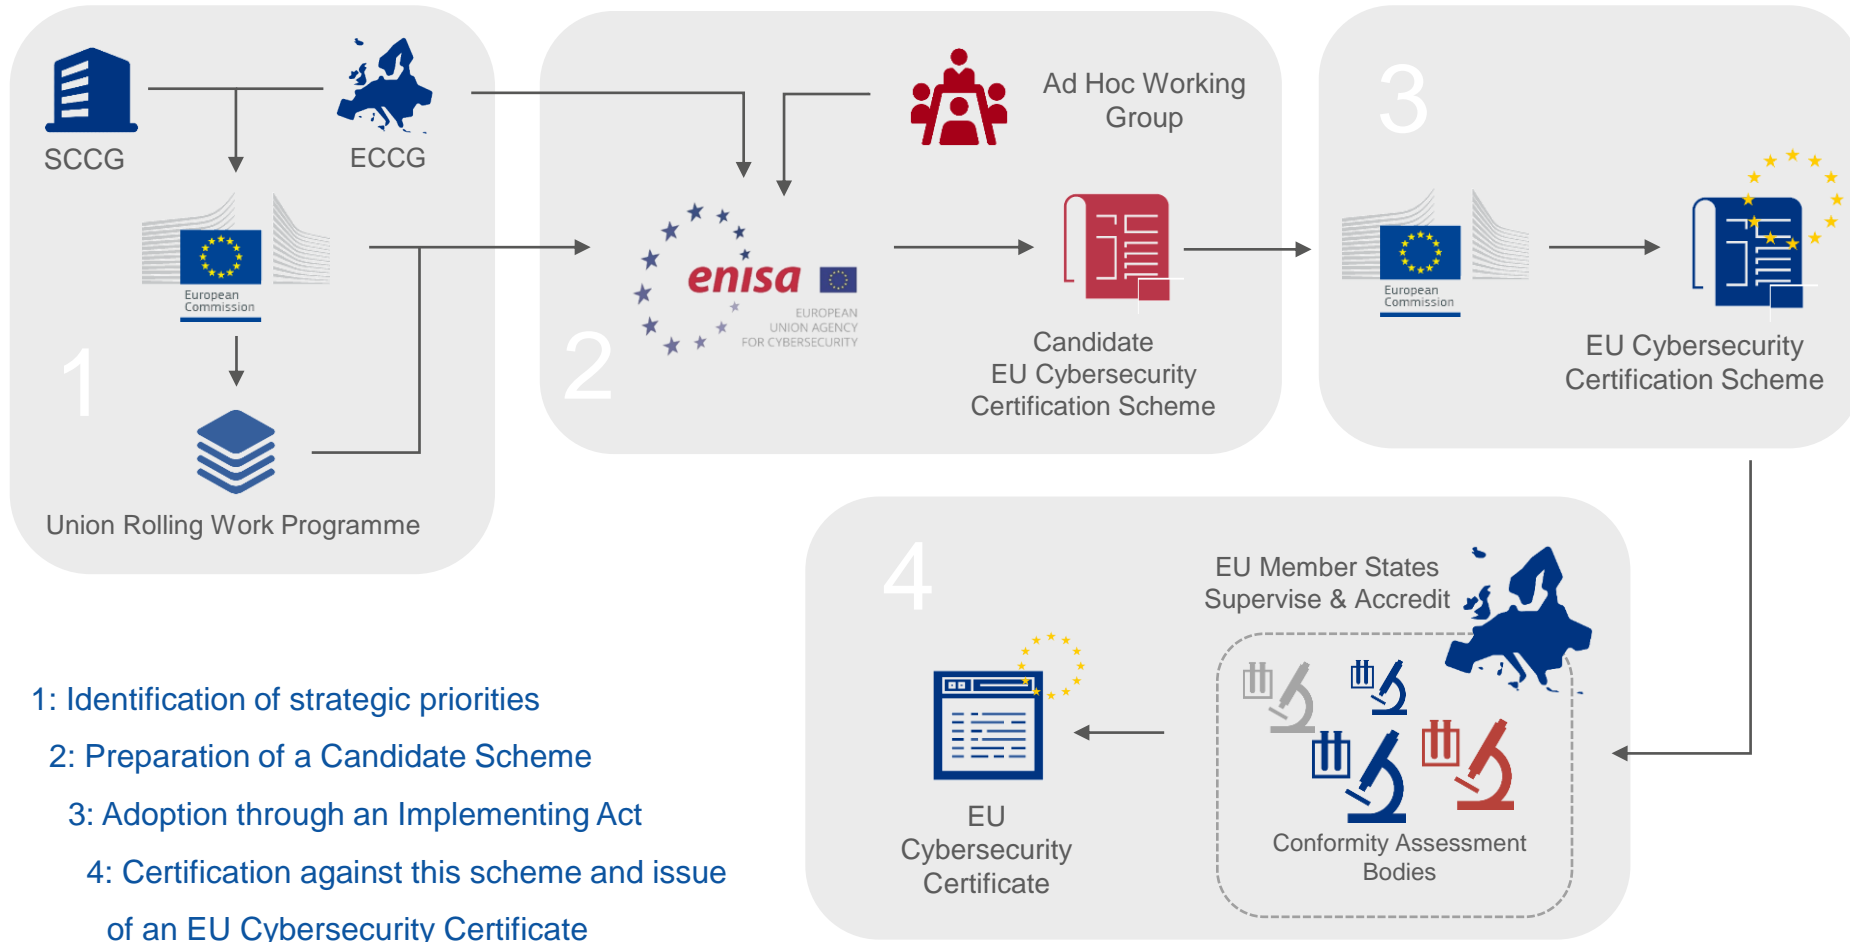 1
SCCG
ECCG
European
Commission
Union Rolling Work Programme
2
Ad Hoc Working
Group
enisa
EUROPEAN
UNION AGENCY
FOR CYBERSECURITY
Candidate
EU Cybersecurity
Certification Scheme
3
European
Commission
EU Cybersecurity
Certification Scheme
4
EU Member States
Supervise & Accredit
Conformity Assessment
Bodies
EU
Cybersecurity
Certificate
1: Identification of strategic priorities
2: Preparation of a Candidate Scheme
3: Adoption through an Implementing Act
4: Certification against this scheme and issue
of an EU Cybersecurity Certificate